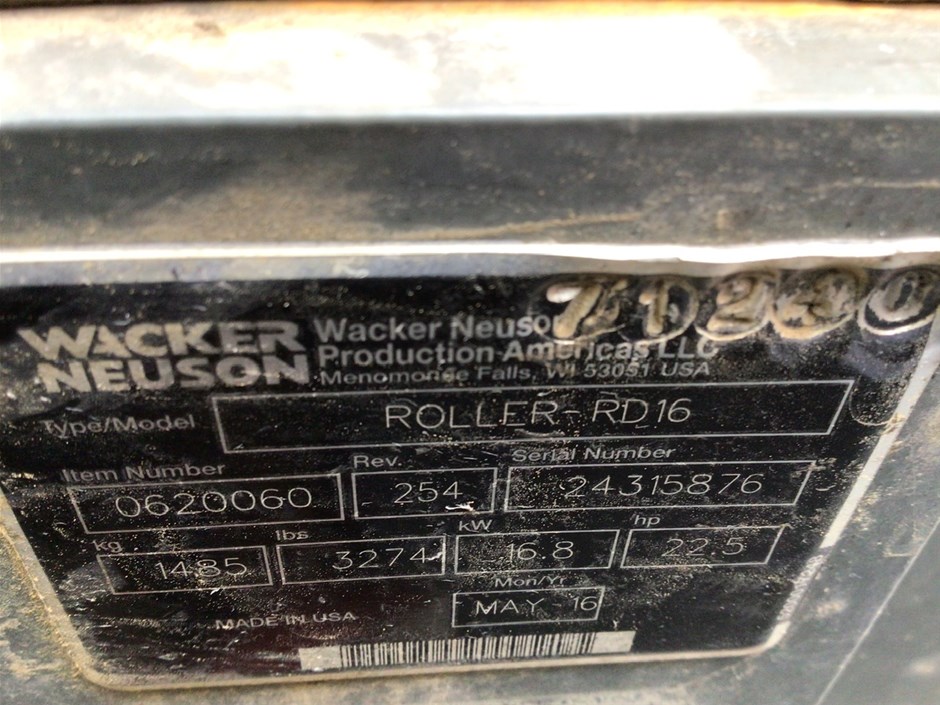 WACKER
NEUSON
Wacker Neuson
Production Americas LLC
Menomonee Falls, WI 53051 USA
Type/Model
ROLLER-RD16
Item Number
Rev.
Serial Number
0620060
254
24315876
kg
lbs
kW
hp
1485
3274
16.8
22.5
Mon/Yr
MAY-16
MADE IN USA